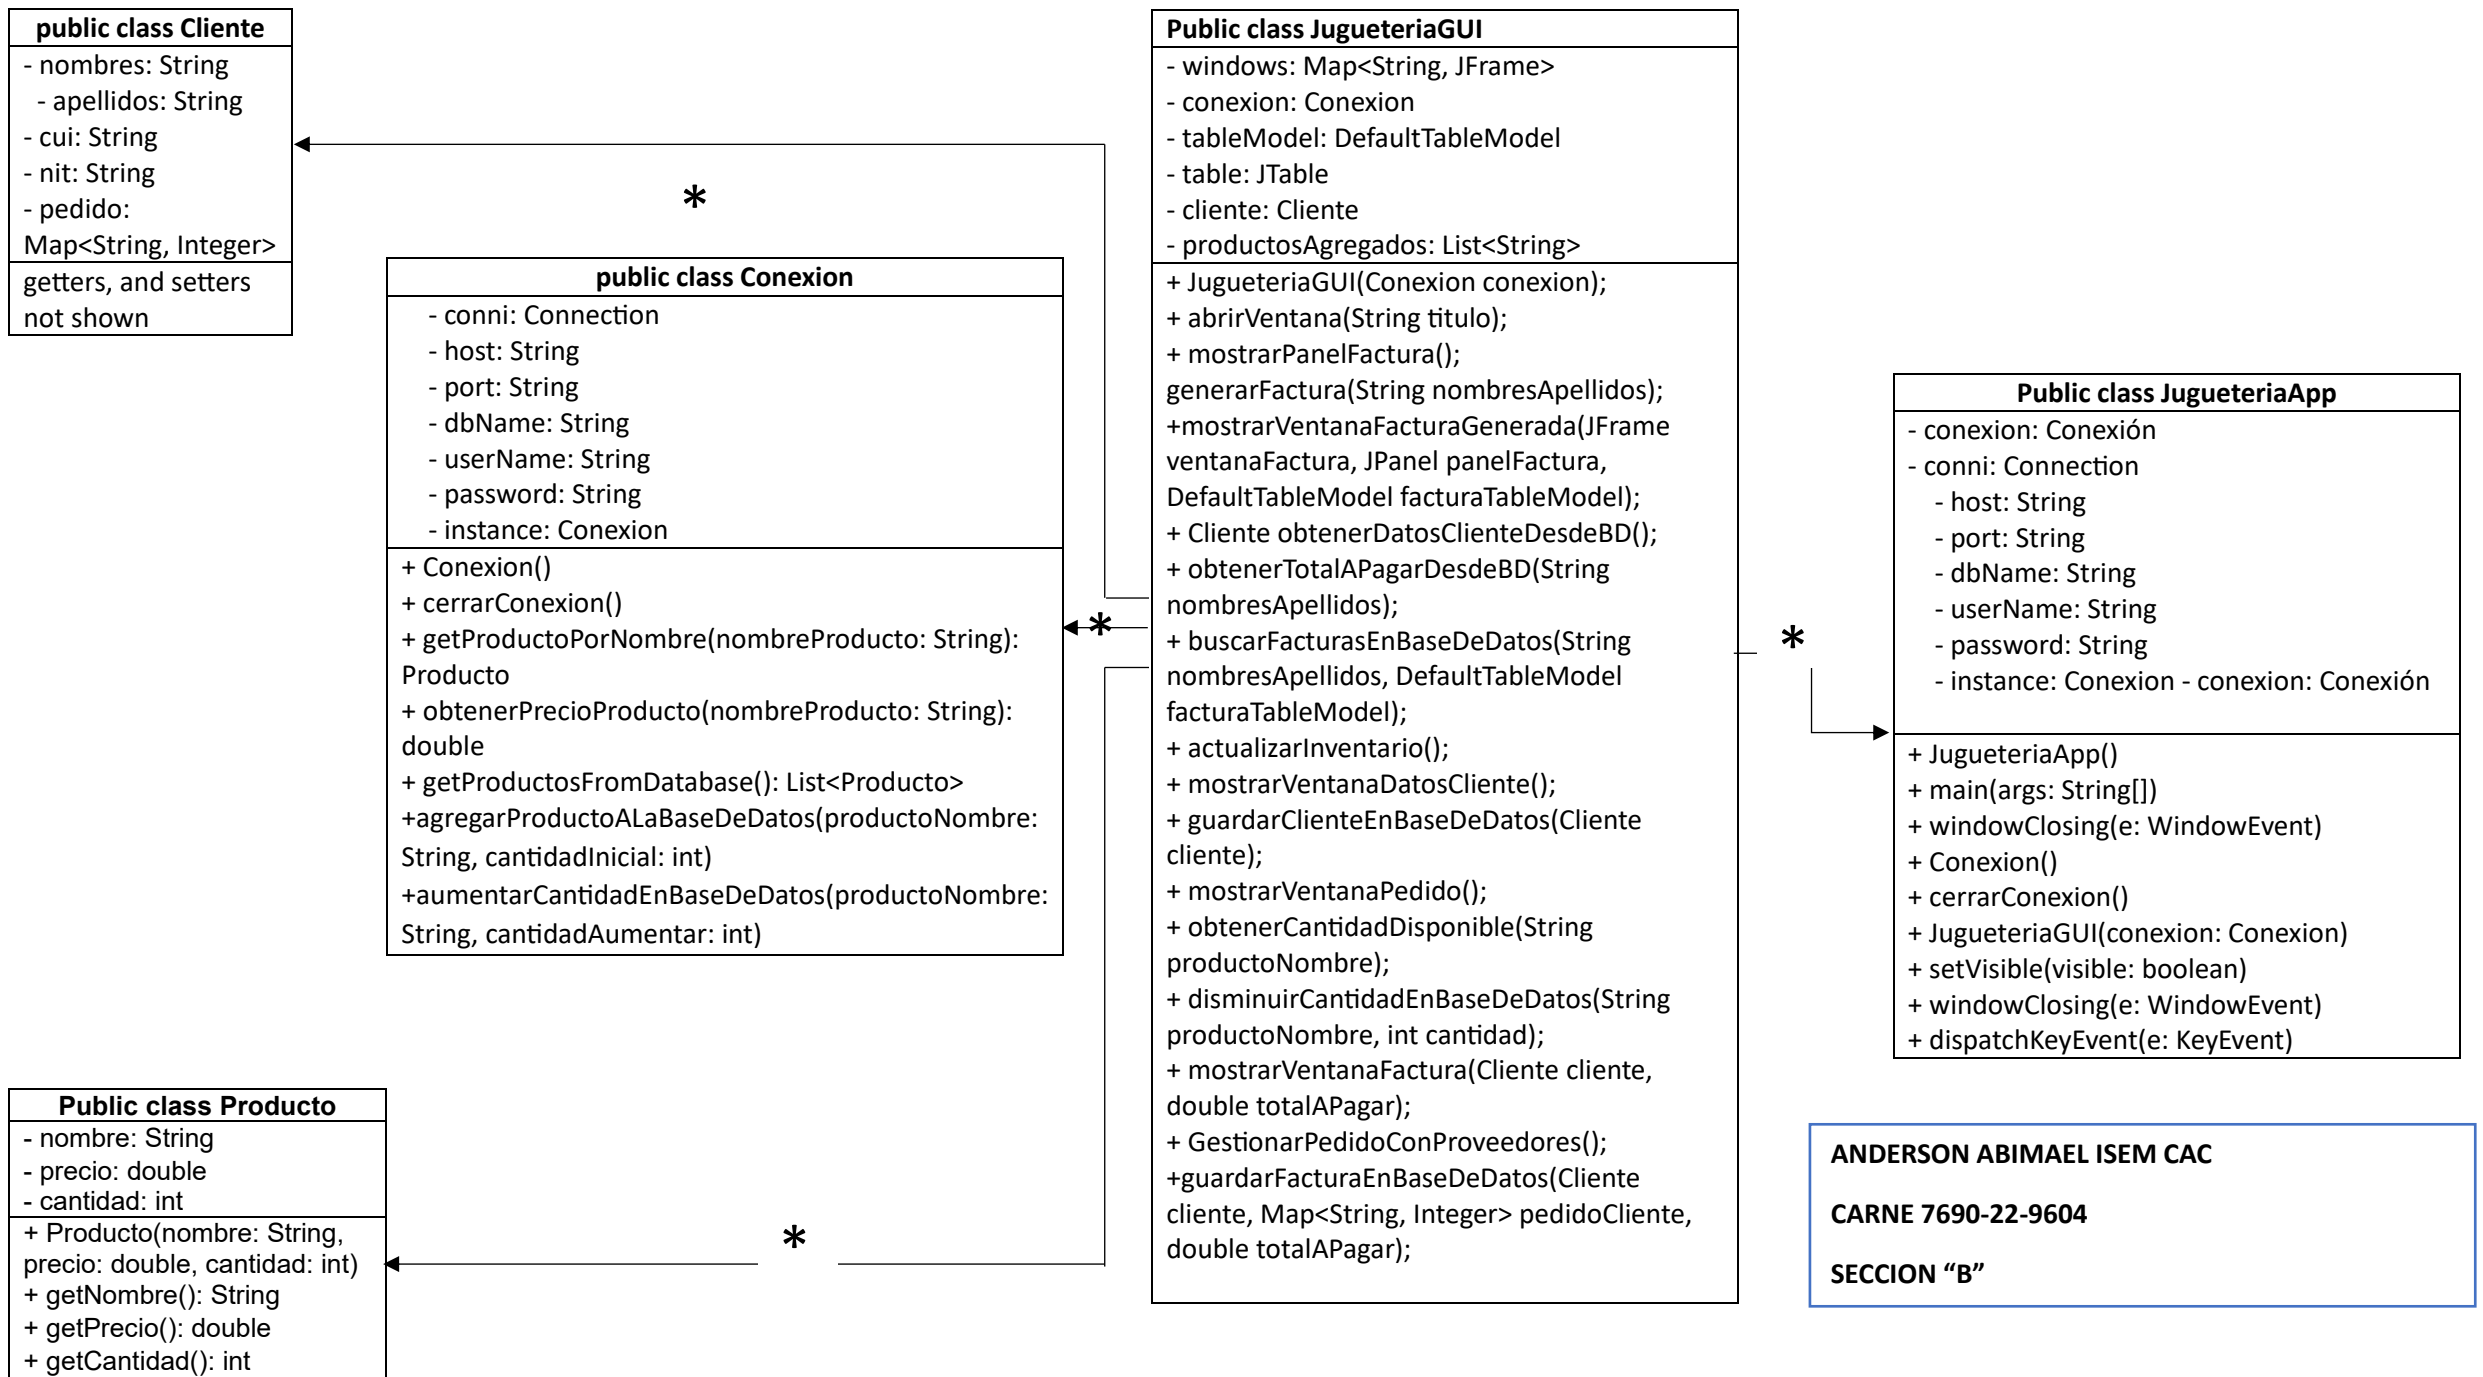 public class Cliente
- nombres: String
- apellidos: String
- cui: String
- nit: String
- pedido:
Map<String, Integer>
getters, and setters
not shown
*
public class Conexion
- conni: Connection
- host: String
- port: String
- dbName: String
- userName: String
- password: String
- instance: Conexion
+ Conexion()
+ cerrarConexion()
+ getProductoPorNombre(nombreProducto: String):
Producto
+ obtenerPrecioProducto(nombreProducto: String):
double
+ getProductosFromDatabase(): List<Producto>
+agregarProductoALaBaseDeDatos(productoNombre:
String, cantidadInicial: int)
+aumentarCantidadEnBaseDeDatos(productoNombre:
String, cantidadAumentar: int)
*
Public class Producto
- nombre: String
- precio: double
- cantidad: int
+ Producto(nombre: String,
precio: double, cantidad: int)
+ getNombre(): String
+ getPrecio(): double
+ getCantidad(): int
*
Public class JugueteriaGUI
- windows: Map<String, JFrame>
- conexion: Conexion
- tableModel: DefaultTableModel
- table: JTable
- cliente: Cliente
- productosAgregados: List<String>
+ JugueteriaGUI(Conexion conexion);
+ abrirVentana(String titulo);
+ mostrarPanelFactura();
generarFactura(String nombresApellidos);
+mostrarVentanaFacturaGenerada(JFrame
ventanaFactura, JPanel panelFactura,
DefaultTableModel facturaTableModel);
+ Cliente obtenerDatosClienteDesdeBD();
+ obtenerTotalAPagarDesdeBD(String
nombresApellidos);
+ buscarFacturasEnBaseDeDatos(String
nombresApellidos, DefaultTableModel
facturaTableModel);
+ actualizarInventario();
+ mostrarVentanaDatosCliente();
+ guardarClienteEnBaseDeDatos(Cliente
cliente);
+ mostrarVentanaPedido();
+ obtenerCantidadDisponible(String
productoNombre);
+ disminuirCantidadEnBaseDeDatos(String
productoNombre, int cantidad);
+ mostrarVentanaFactura(Cliente cliente,
double totalAPagar);
+ GestionarPedidoConProveedores();
+guardarFacturaEnBaseDeDatos(Cliente
cliente, Map<String, Integer> pedidoCliente,
double totalAPagar);
*
Public class JugueteriaApp
- conexion: Conexión
- conni: Connection
- host: String
- port: String
- dbName: String
- userName: String
- password: String
- instance: Conexion - conexion: Conexión
+ JugueteriaApp()
+ main(args: String[])
+ windowClosing(e: WindowEvent)
+ Conexion()
+ cerrarConexion()
+ JugueteriaGUI(conexion: Conexion)
+ setVisible(visible: boolean)
+ windowClosing(e: WindowEvent)
+ dispatchKeyEvent(e: KeyEvent)
ANDERSON ABIMAEL ISEM CAC
CARNE 7690-22-9604
SECCION “B”